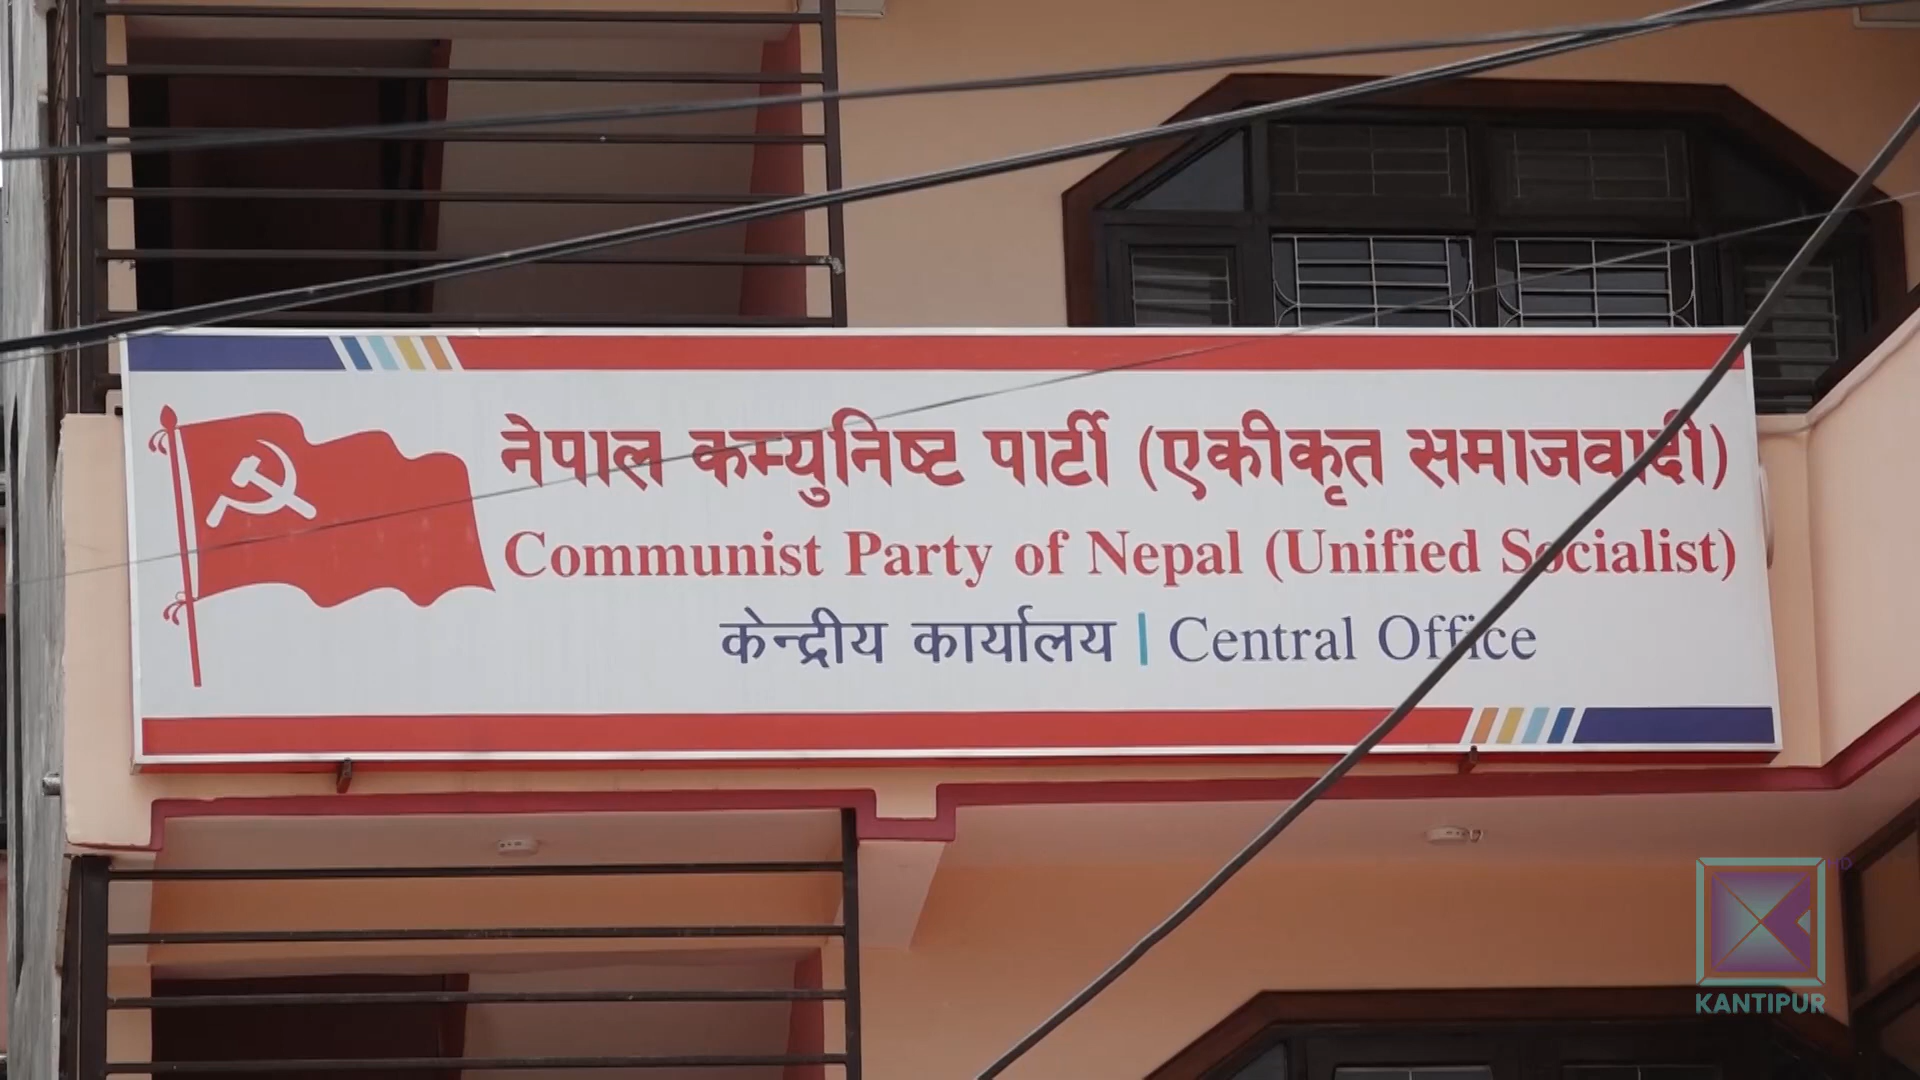 नेपाल कम्युनिष्ट पार्टी (एकीकृत समाजवादी)
Communist Party of Nepal (Unified Socialist)
केन्द्रीय कार्यालय | Central Office
KANTIPUR